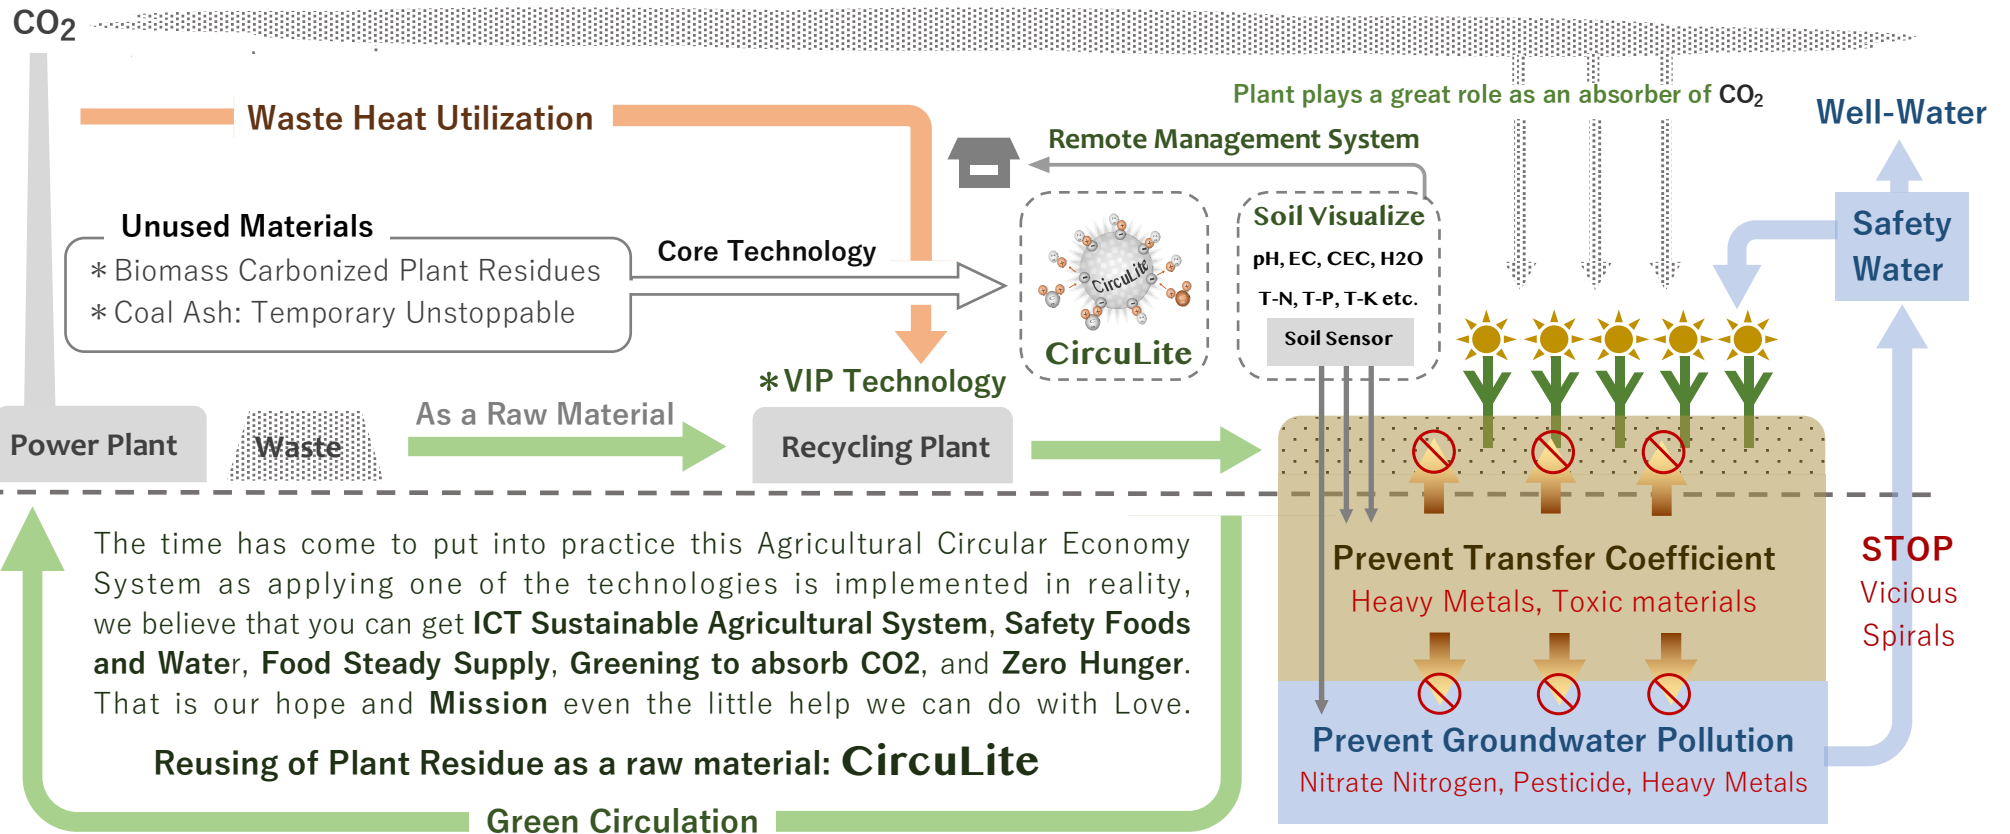 CO2
Waste Heat Utilization
Plant plays a great role as an absorber of CO2
Well-Water
Remote Management System
Unused Materials
* Biomass Carbonized Plant Residues
* Coal Ash: Temporary Unstoppable
Core Technology
CircuLite
CircuLite
Soil Visualize
pH, EC, CEC, H2O
T-N, T-P, T-K etc.
Soil Sensor
Safety
Water
* VIP Technology
Power Plant
Waste
As a Raw Material
Recycling Plant
The time has come to put into practice this Agricultural Circular Economy
System as applying one of the technologies is implemented in reality,
we believe that you can get ICT Sustainable Agricultural System, Safety Foods
and Water, Food Steady Supply, Greening to absorb CO2, and Zero Hunger.
That is our hope and Mission even the little help we can do with Love.
Reusing of Plant Residue as a raw material: CircuLite
Green Circulation
Prevent Transfer Coefficient
Heavy Metals, Toxic materials
Prevent Groundwater Pollution
Nitrate Nitrogen, Pesticide, Heavy Metals
STOP
Vicious
Spirals